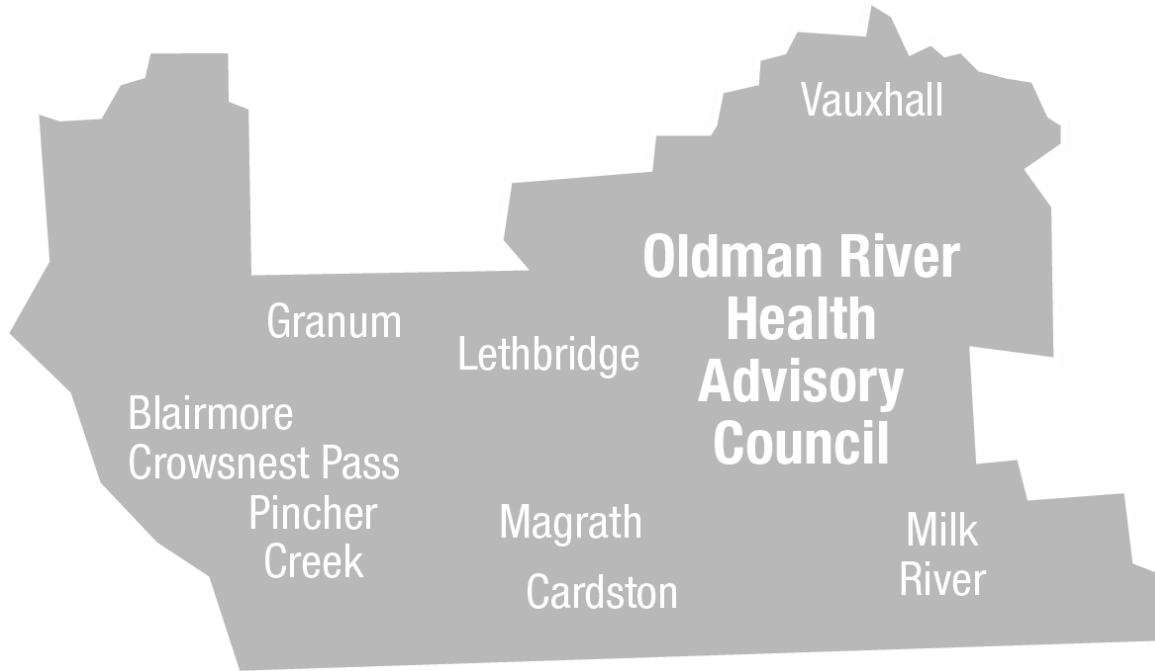 Vauxhall
Oldman River
Health
Advisory
Council
Granum
Lethbridge
Blairmore
Crowsnest Pass
Pincher
Creek
Magrath
Cardston
Milk
River